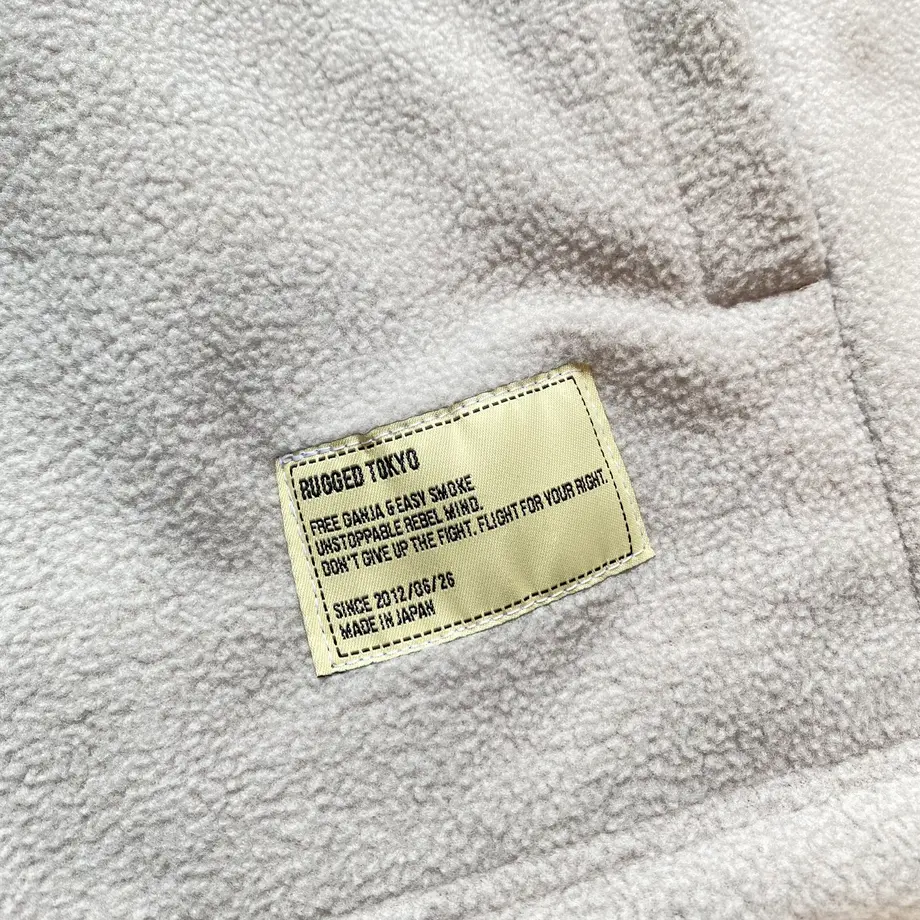 RUGGED TOKYO
FREE GANJA & EASY SMOKE
UNSTOPPABLE REBEL MIND.
DON'T GIVE UP THE FIGHT. FLIGHT FOR YOUR RIGHT.
SINCE 2012/06/26
MADE IN JAPAN